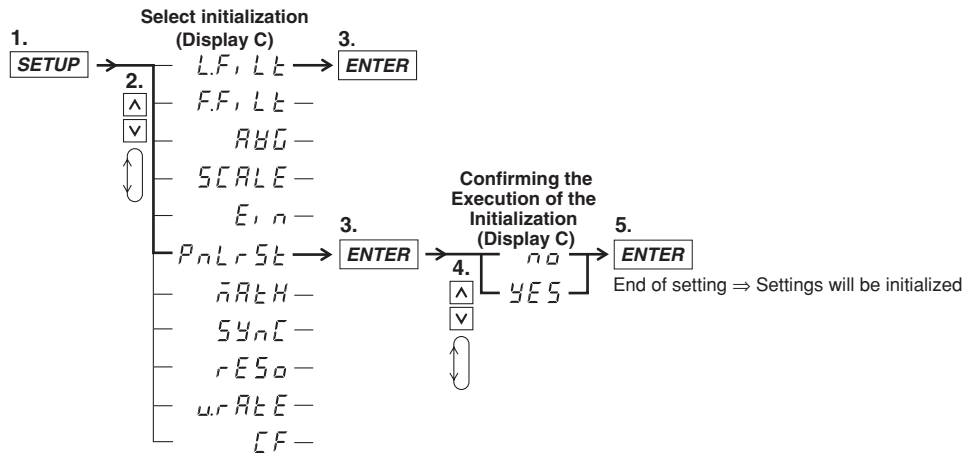 Select initialization
(Display C)
1.
SETUP
2.
L.FiLt
3.
ENTER
F.FiLt
AVG
SCALE
Ein
PnLrSt
3.
ENTER
Confirming the
Execution of the
Initialization
(Display C)
4.
no
YES
5.
ENTER
End of setting ⇒ Settings will be initialized
mAtH
SYnC
rESo
u.rAtE
CF